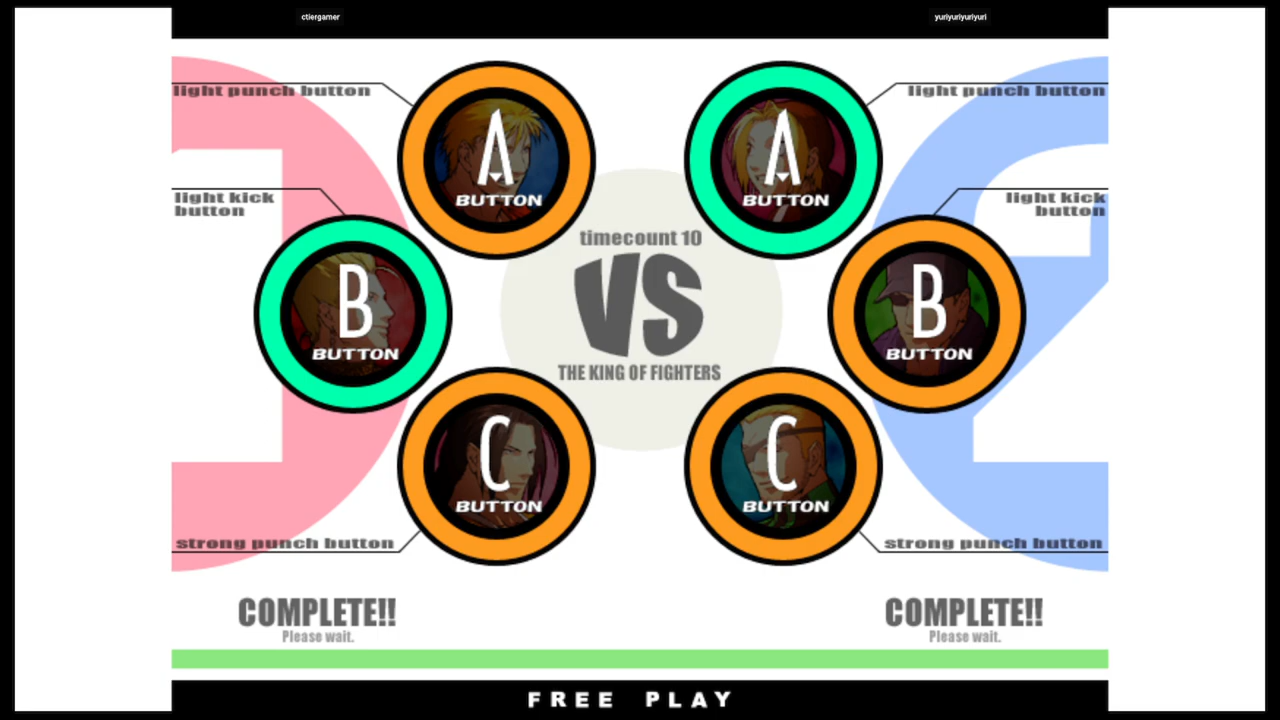 ctiergamer
yuriyuriyuriyuri
light punch button
light punch button
A
BUTTON
A
BUTTON
light kick
button
light kick
button
timecount 10
VS
THE KING OF FIGHTERS
B
BUTTON
B
BUTTON
C
BUTTON
C
BUTTON
strong punch button
strong punch button
1
2
COMPLETE!!
Please wait.
COMPLETE!!
Please wait.
FREE PLAY